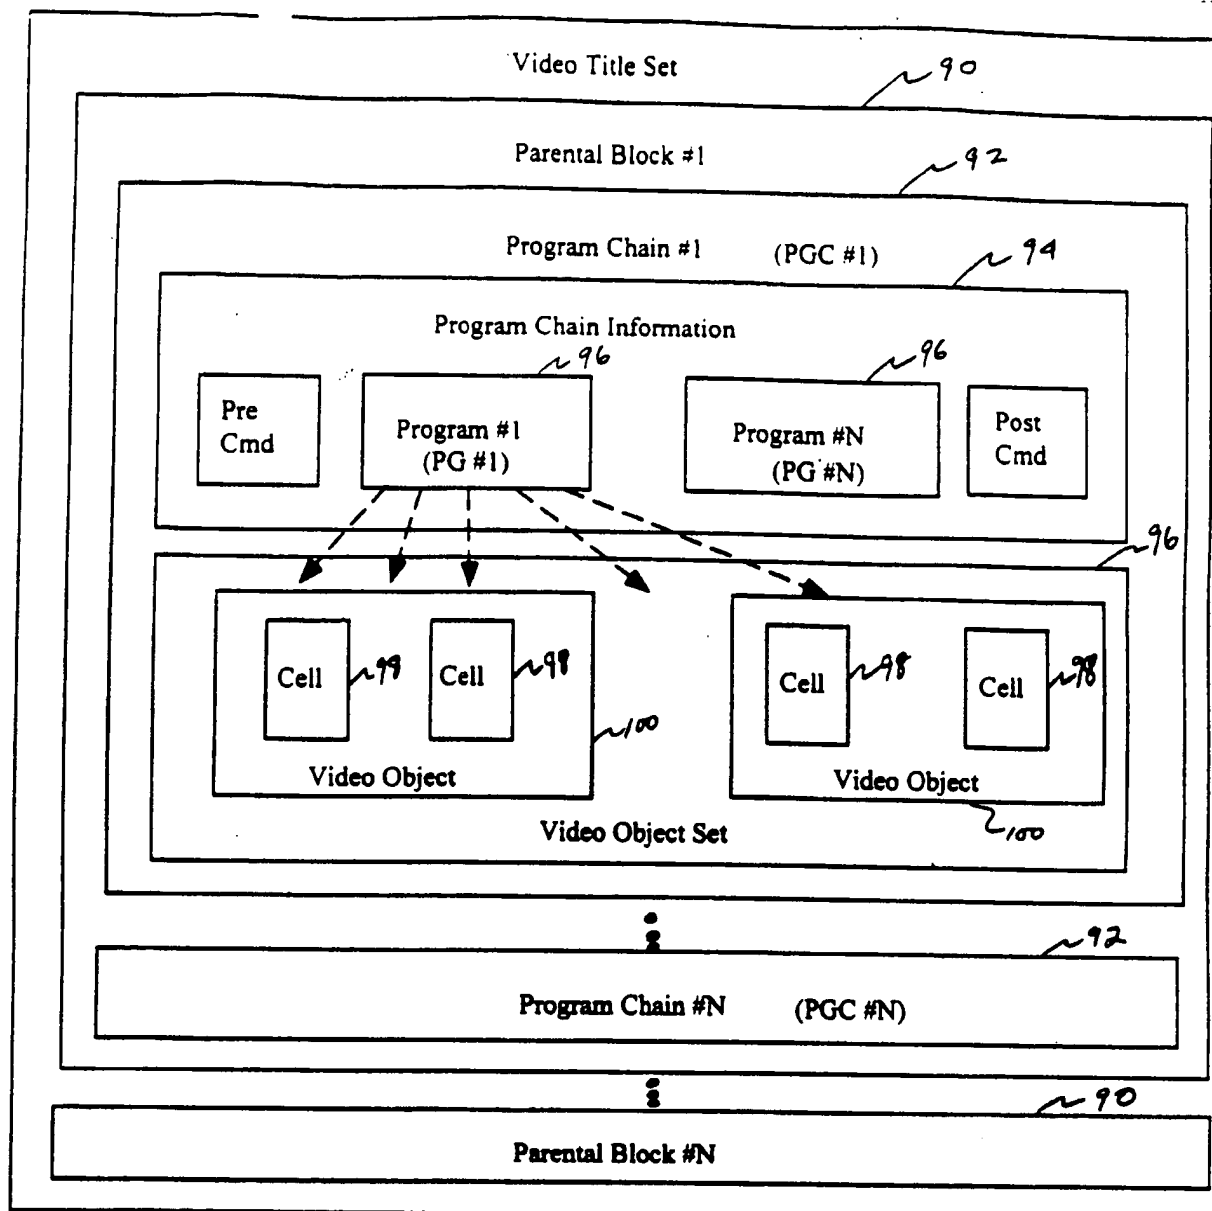 Video Title Set
90
Parental Block #1
92
Program Chain #1 (PGC #1)
94
Program Chain Information
96
96
Pre
Cmd
Program #1
(PG #1)
Program #N
(PG #N)
Post
Cmd
96
Cell
98
Cell
98
Cell
98
Cell
98
100
Video Object
Video Object
100
Video Object Set
92
Program Chain #N (PGC #N)
90
Parental Block #N